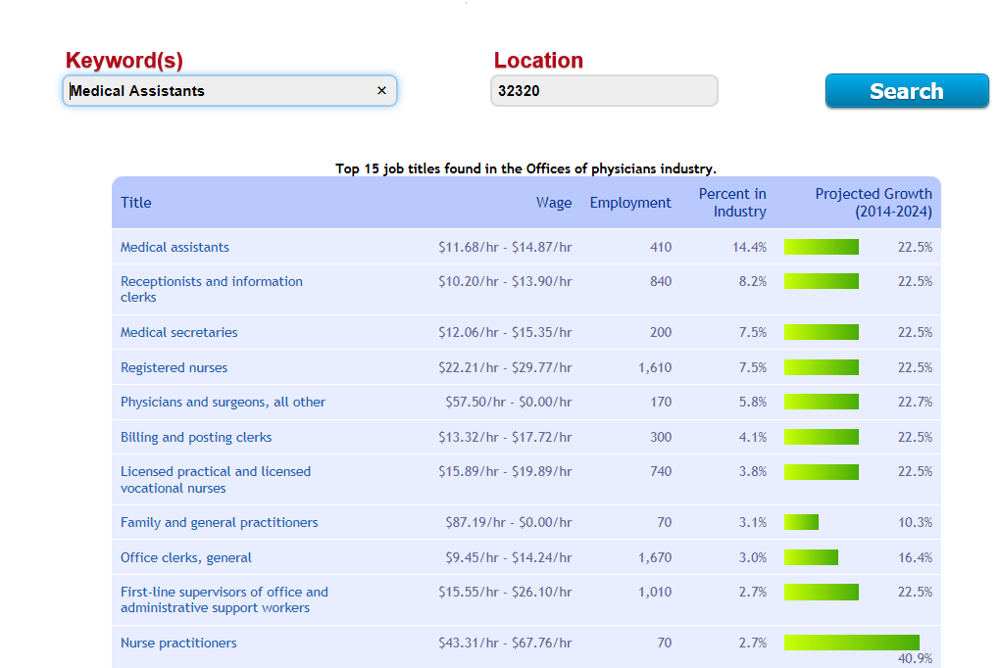 Keyword(s) Location
Medical Assistants × 32320 Search
Top 15 job titles found in the Offices of physicians industry.
Title Wage Employment Percent in Industry Projected Growth (2014-2024)
Medical assistants $11.68/hr - $14.87/hr 410 14.4% 22.5%
Receptionists and information $10.20/hr - $13.90/hr 840 8.2% 22.5%
clerks
Medical secretaries $12.06/hr - $15.35/hr 200 7.5% 22.5%
Registered nurses $22.21/hr - $29.77/hr 1,610 7.5% 22.5%
Physicians and surgeons, all other $57.50/hr - $0.00/hr 170 5.8% 22.7%
Billing and posting clerks $13.32/hr - $17.72/hr 300 4.1% 22.5%
Licensed practical and licensed $15.89/hr - $19.89/hr 740 3.8% 22.5%
vocational nurses
Family and general practitioners $87.19/hr - $0.00/hr 70 3.1% 10.3%
Office clerks, general $9.45/hr - $14.24/hr 1,670 3.0% 16.4%
First-line supervisors of office and $15.55/hr - $26.10/hr 1,010 2.7% 22.5%
administrative support workers
Nurse practitioners $43.31/hr - $67.76/hr 70 2.7%
40.9%